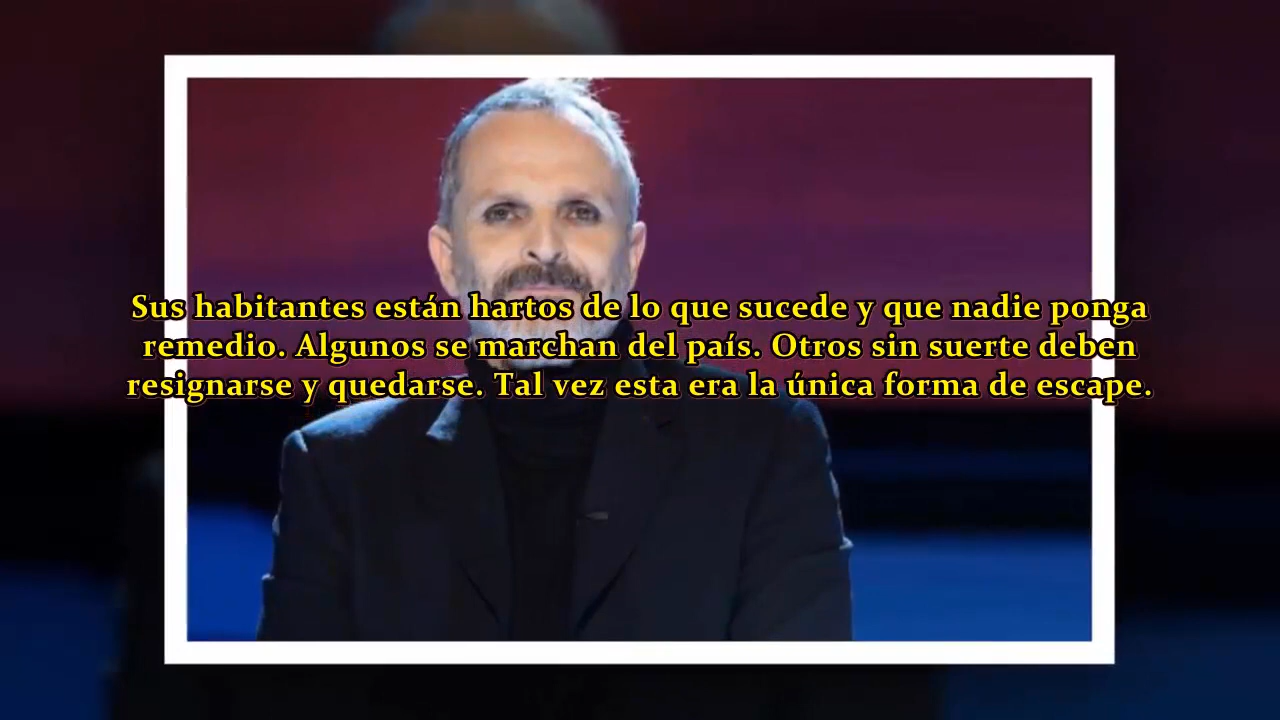 Sus habitantes están hartos de lo que sucede y que nadie ponga
remedio. Algunos se marchan del país. Otros sin suerte deben
resignarse y quedarse. Tal vez esta era la única forma de escape.